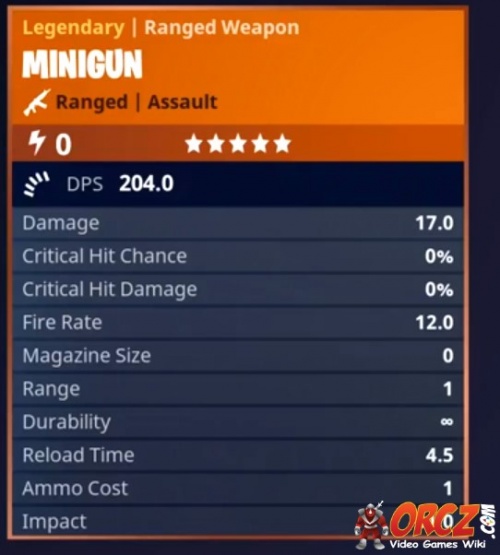 Legendary | Ranged Weapon
MINIGUN
Ranged | Assault
0
DPS 204.0
Damage 17.0
Critical Hit Chance 0%
Critical Hit Damage 0%
Fire Rate 12.0
Magazine Size 0
Range 1
Durability ∞
Reload Time 4.5
Ammo Cost 1
Impact 0
ORCZ.COM
Video Games Wiki